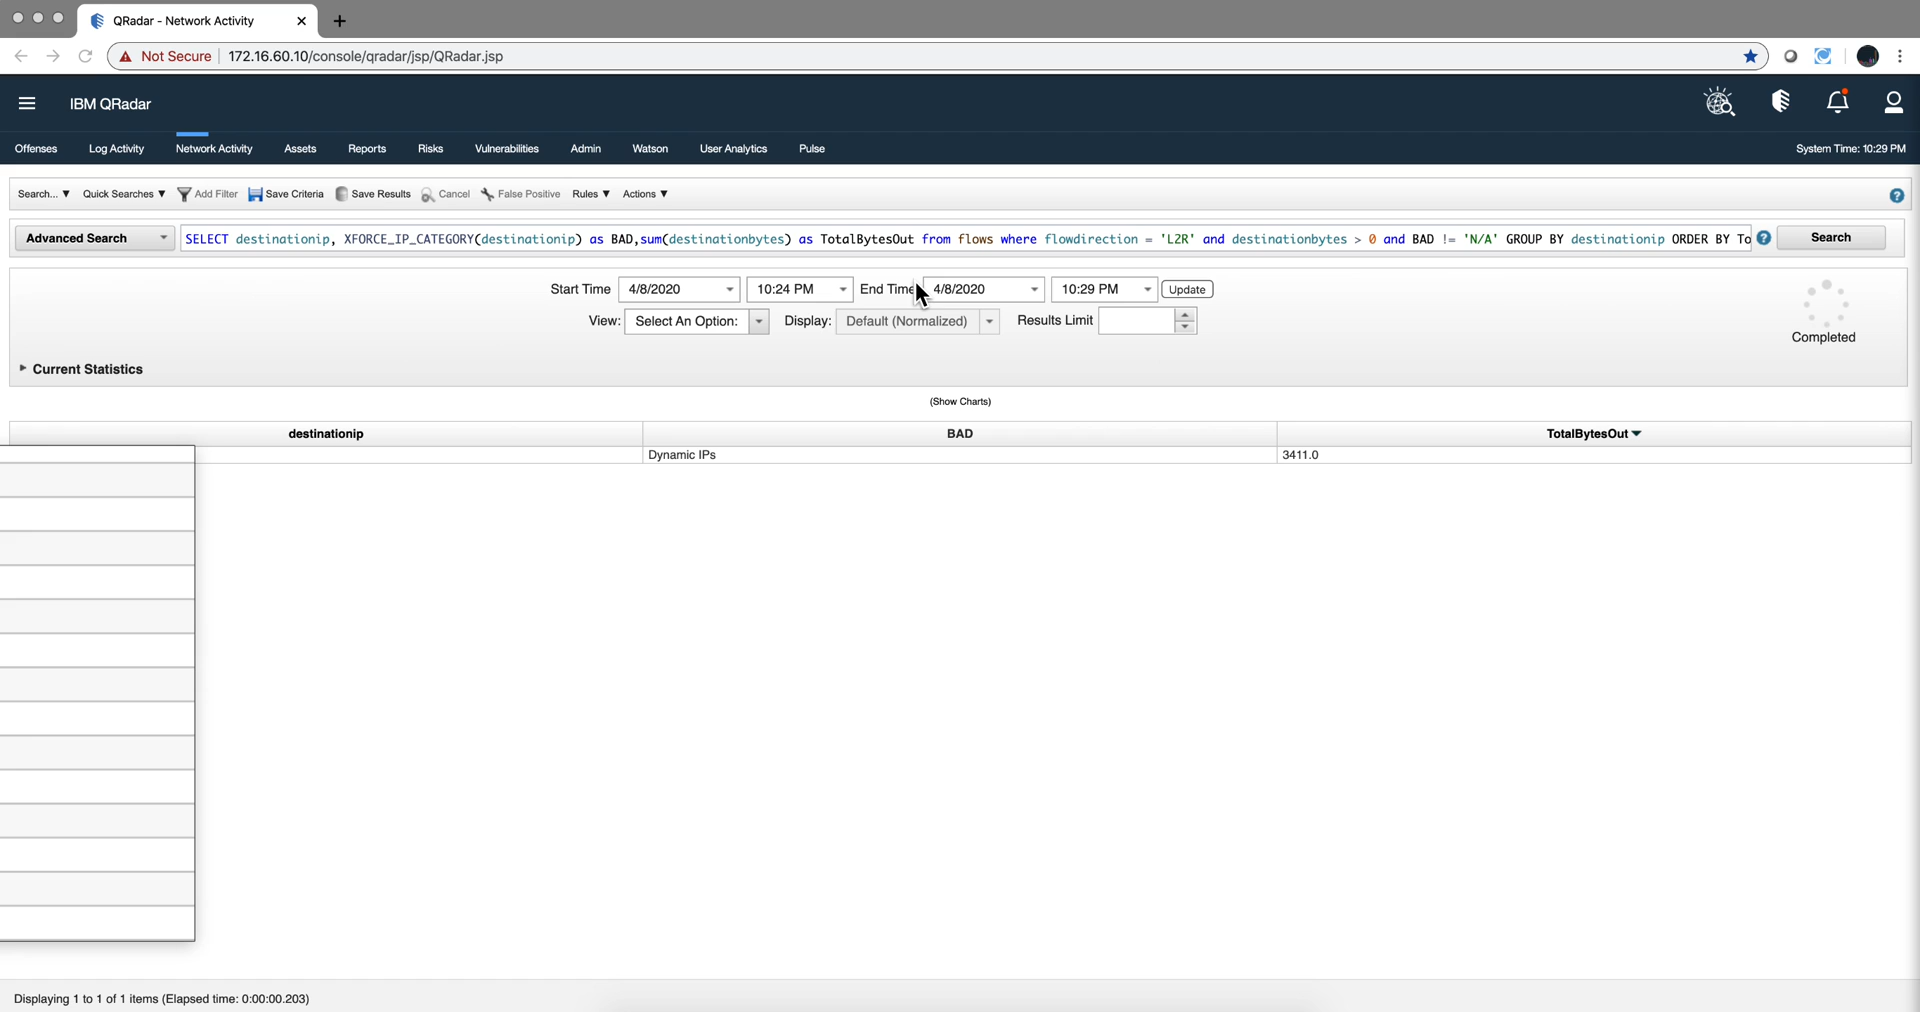 QRadar - Network Activity
Not Secure 172.16.60.10/console/qradar/jsp/QRadar.jsp
IBM QRadar
Offenses Log Activity Network Activity Assets Reports Risks Vulnerabilities Admin Watson User Analytics Pulse System Time: 10:29 PM
Search... Quick Searches Add Filter Save Criteria Save Results Cancel False Positive Rules Actions
Advanced Search SELECT destinationip, XFORCE_IP_CATEGORY(destinationip) as BAD,sum(destinationbytes) as TotalBytesOut from flows where flowdirection = 'L2R' and destinationbytes > 0 and BAD != 'N/A' GROUP BY destinationip ORDER BY To Search
Start Time 4/8/2020 10:24 PM End Time 4/8/2020 10:29 PM Update
View: Select An Option: Display: Default (Normalized) Results Limit
Completed
Current Statistics
(Show Charts)
destinationip BAD TotalBytesOut
Dynamic IPs 3411.0
Displaying 1 to 1 of 1 items (Elapsed time: 0:00:00.203)